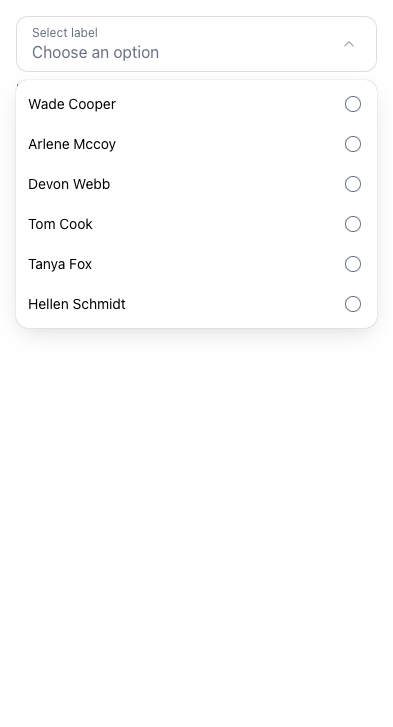 Select label
Choose an option
Wade Cooper
Arlene Mccoy
Devon Webb
Tom Cook
Tanya Fox
Hellen Schmidt